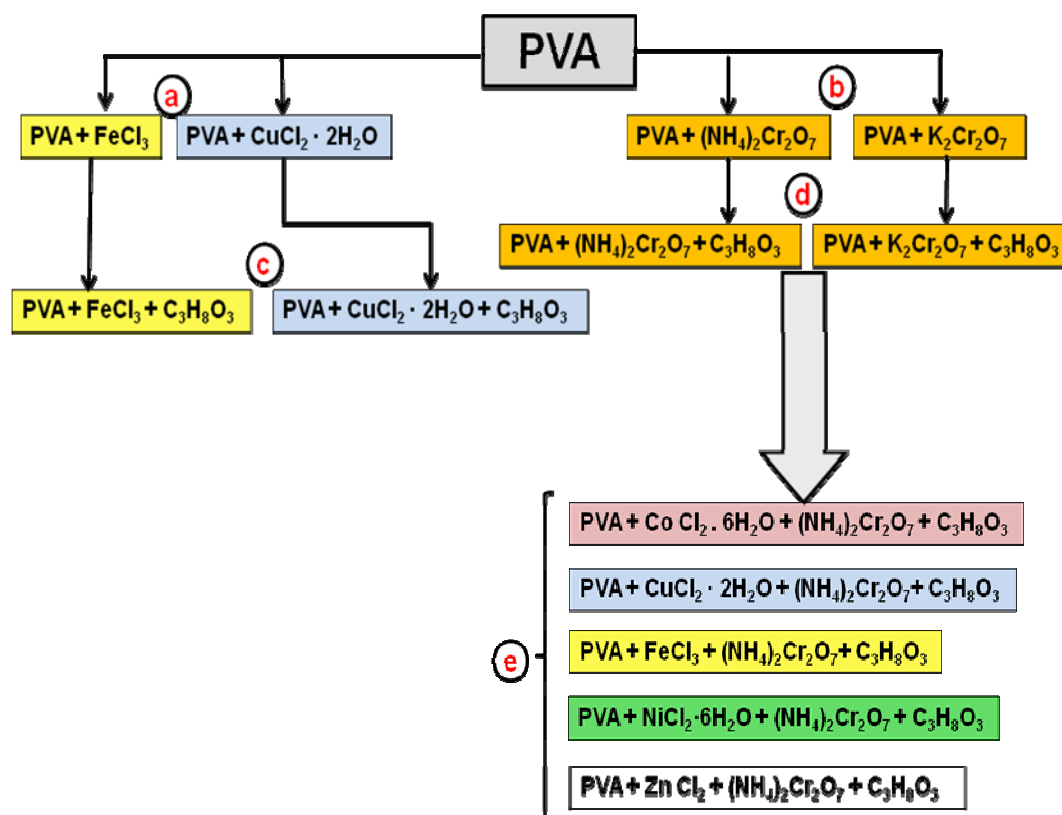 PVA
a
b
PVA + FeCl₃
PVA + CuCl₂ · 2H₂O
PVA + (NH₄)₂Cr₂O₇
PVA + K₂Cr₂O₇
d
PVA + (NH₄)₂Cr₂O₇ + C₃H₈O₃
PVA + K₂Cr₂O₇ + C₃H₈O₃
c
PVA + FeCl₃ + C₃H₈O₃
PVA + CuCl₂ · 2H₂O + C₃H₈O₃
PVA + Co Cl₂ . 6H₂O + (NH₄)₂Cr₂O₇ + C₃H₈O₃
PVA + CuCl₂ · 2H₂O + (NH₄)₂Cr₂O₇+ C₃H₈O₃
PVA + FeCl₃ + (NH₄)₂Cr₂O₇+ C₃H₈O₃
e
PVA + NiCl₂·6H₂O + (NH₄)₂Cr₂O₇ + C₃H₈O₃
PVA + Zn Cl₂ + (NH₄)₂Cr₂O₇ + C₃H₈O₃